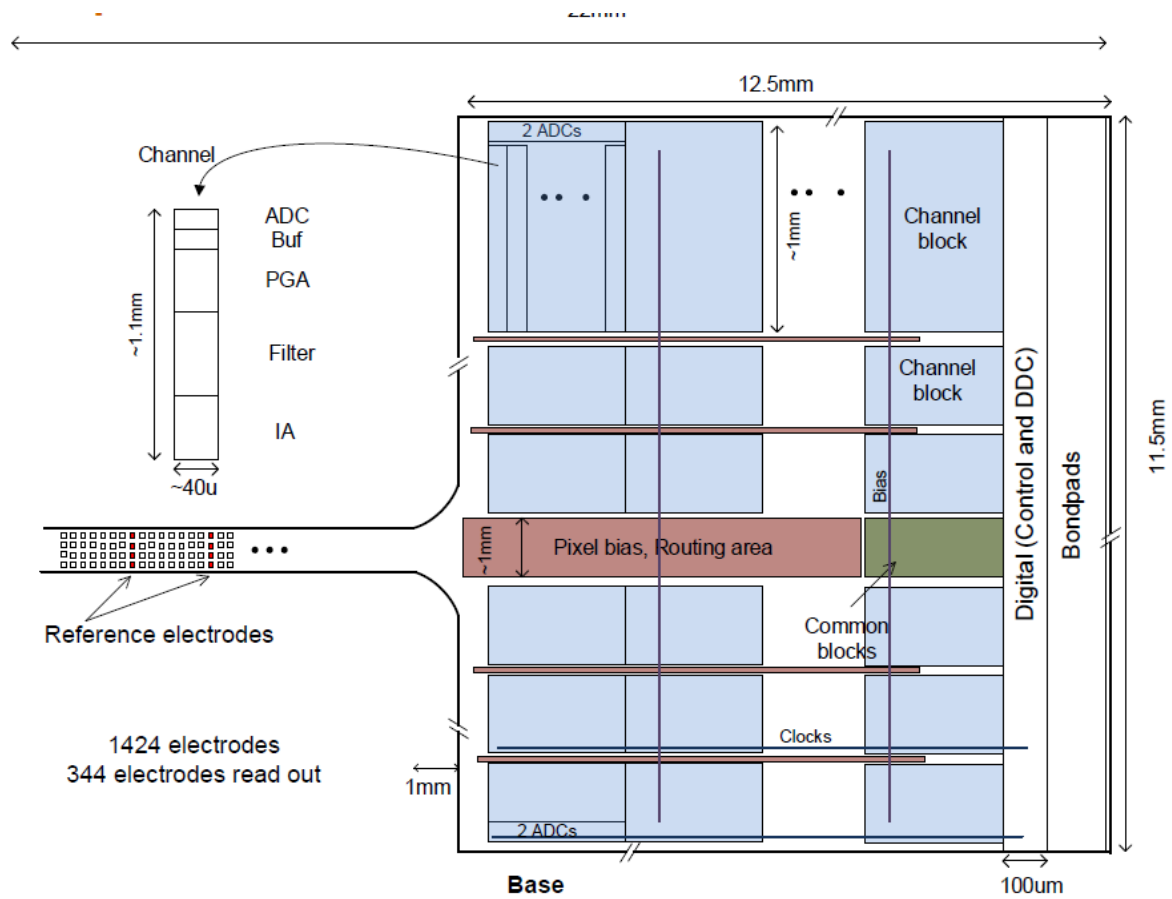 22mm
12.5mm
2 ADCs
Channel
ADC
Buf
PGA
Filter
IA
~1.1mm
~40u
~1mm
Channel
block
Channel
block
Bias
Pixel bias, Routing area
~1mm
Common
blocks
Digital (Control and DDC)
Bondpads
11.5mm
Reference electrodes
1424 electrodes
344 electrodes read out
Clocks
1mm
2 ADCs
Base
100um